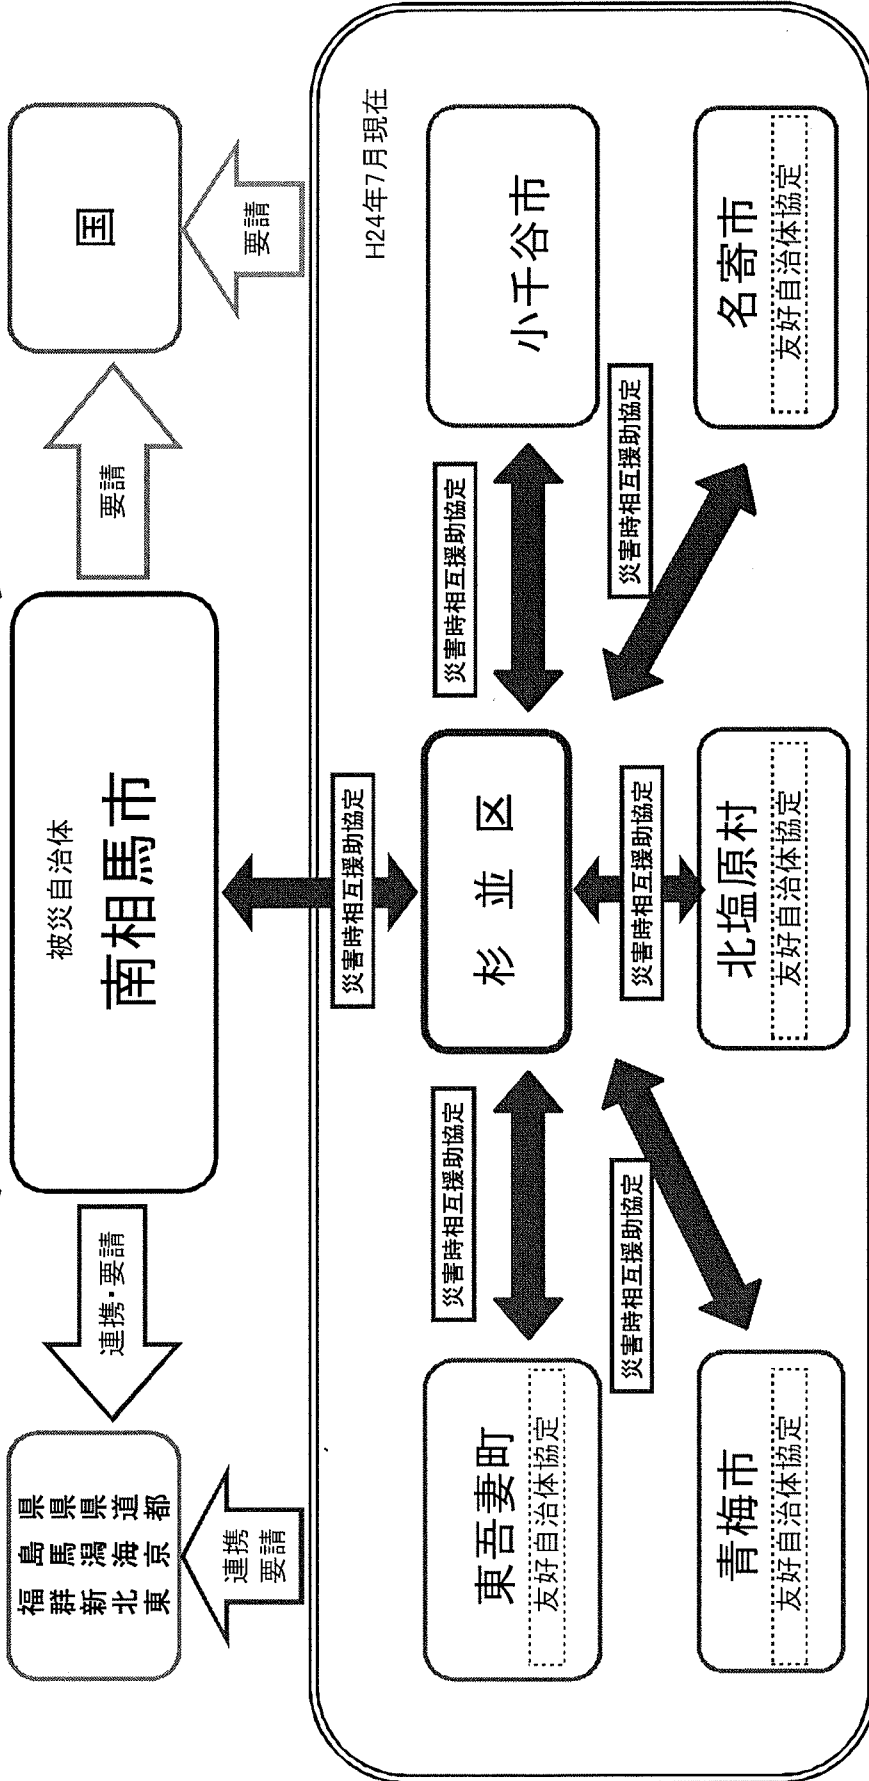 福島県
群馬県
新潟県
北海道
東京都
連携・要請
被災自治体
南相馬市
要請
国
連携
要請
災害時相互援助協定
要請
H24年7月現在
東吾妻町
友好自治体協定
災害時相互援助協定
杉並区
災害時相互援助協定
小千谷市
災害時相互援助協定
災害時相互援助協定
災害時相互援助協定
青梅市
友好自治体協定
北塩原村
友好自治体協定
名寄市
友好自治体協定